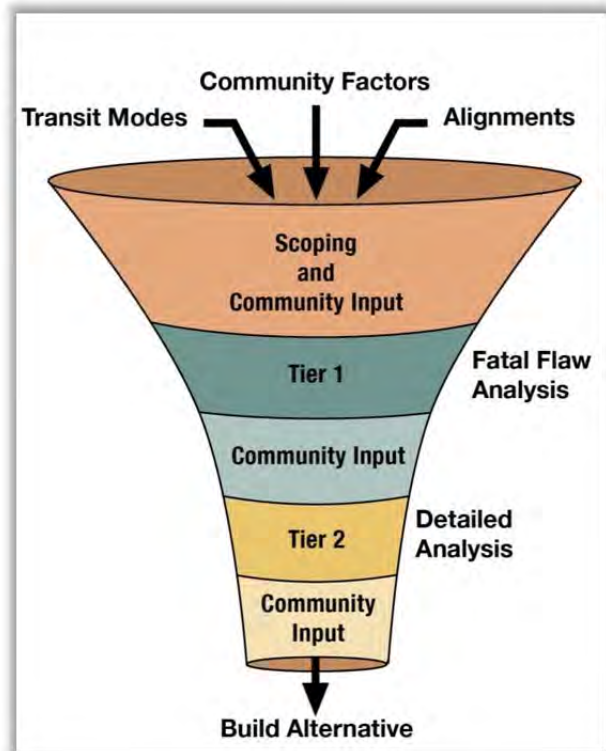 Community Factors
Transit Modes
Alignments
Scoping
and
Community Input
Tier 1
Fatal Flaw
Analysis
Community Input
Tier 2
Detailed
Analysis
Community
Input
Build Alternative